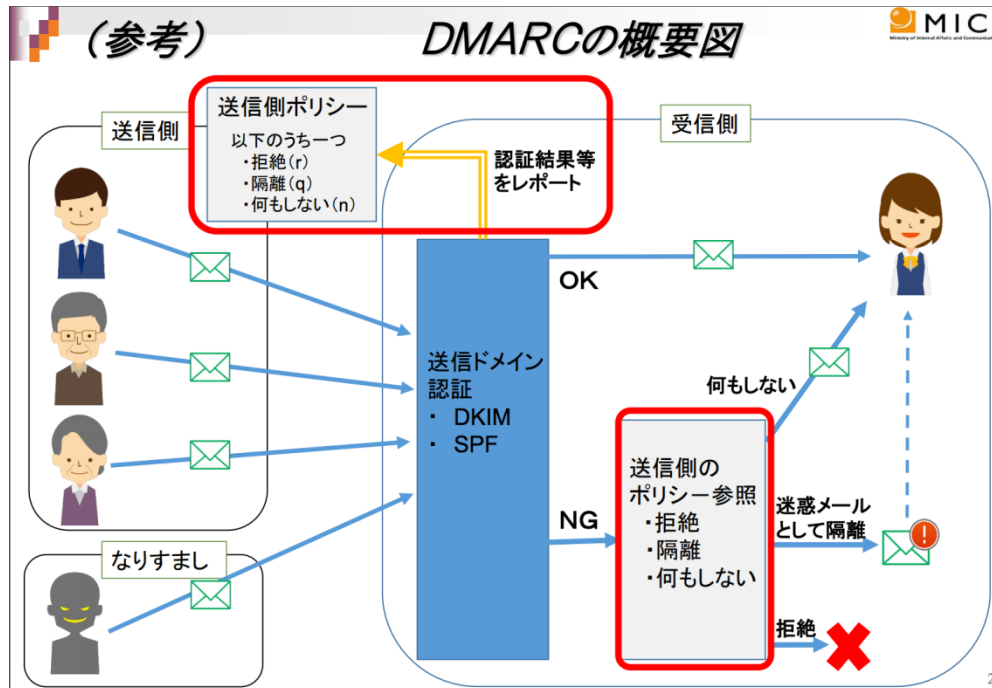 (参考)
DMARCの概要図
MIC
Ministry of Internal Affairs and Communicat
送信側
送信側ポリシー
以下のうち一つ
・拒絶(r)
・隔離(q)
・何もしない(n)
認証結果等
をレポート
受信側
OK
送信ドメイン
認証
・ DKIM
・ SPF
何もしない
NG
送信側の
ポリシー参照
・拒絶
・隔離
・何もしない
迷惑メール
として隔離
!
なりすまし
拒絶
2